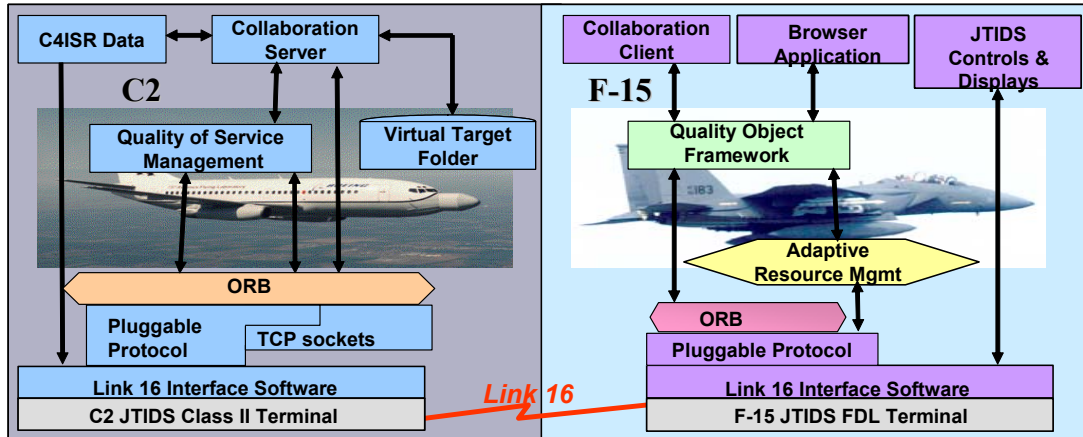 C4ISR Data
Collaboration
Server
C2
Quality of Service
Management
Virtual Target
Folder
BOEING
ORB
Pluggable
Protocol
TCP sockets
Link 16 Interface Software
C2 JTIDS Class II Terminal
Link 16
Collaboration
Client
Browser
Application
JTIDS
Controls &
Displays
F-15
Quality Object
Framework
183
Adaptive
Resource Mgmt
ORB
Pluggable Protocol
Link 16 Interface Software
F-15 JTIDS FDL Terminal